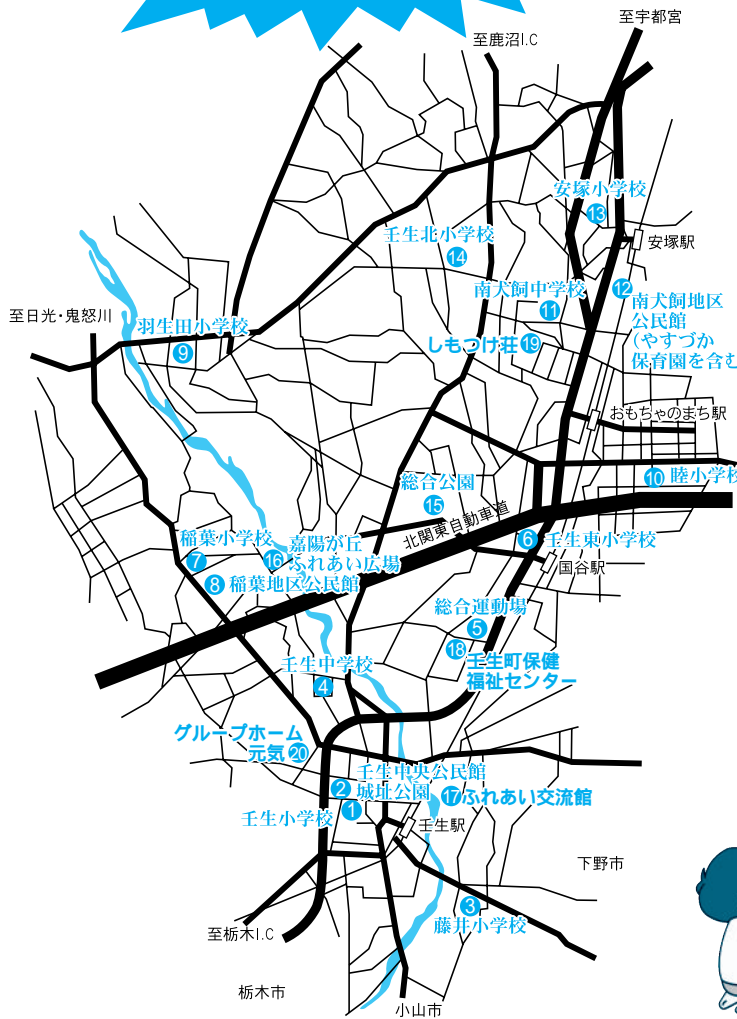 至宇都宮
至鹿沼I.C
安塚小学校
13
壬生北小学校
14
安塚駅
南犬飼中学校
11
12
南犬飼地区
公民館
(やすづか
保育園を含む
至日光・鬼怒川
羽生田小学校
9
しもつけ荘19
おもちゃのまち駅
総合公園
15
10 睦小学校
北関東自動車道
稲葉小学校
7
16
嘉陽が丘
ふれあい広場
6 壬生東小学校
国谷駅
8 稲葉地区公民館
総合運動場
5
18
壬生町保健
福祉センター
壬生中学校
4
グループホーム
元気20
壬生中央公民館
2 城址公園
1
壬生小学校
17ふれあい交流館
壬生駅
下野市
3
藤井小学校
至栃木I.C
栃木市
小山市